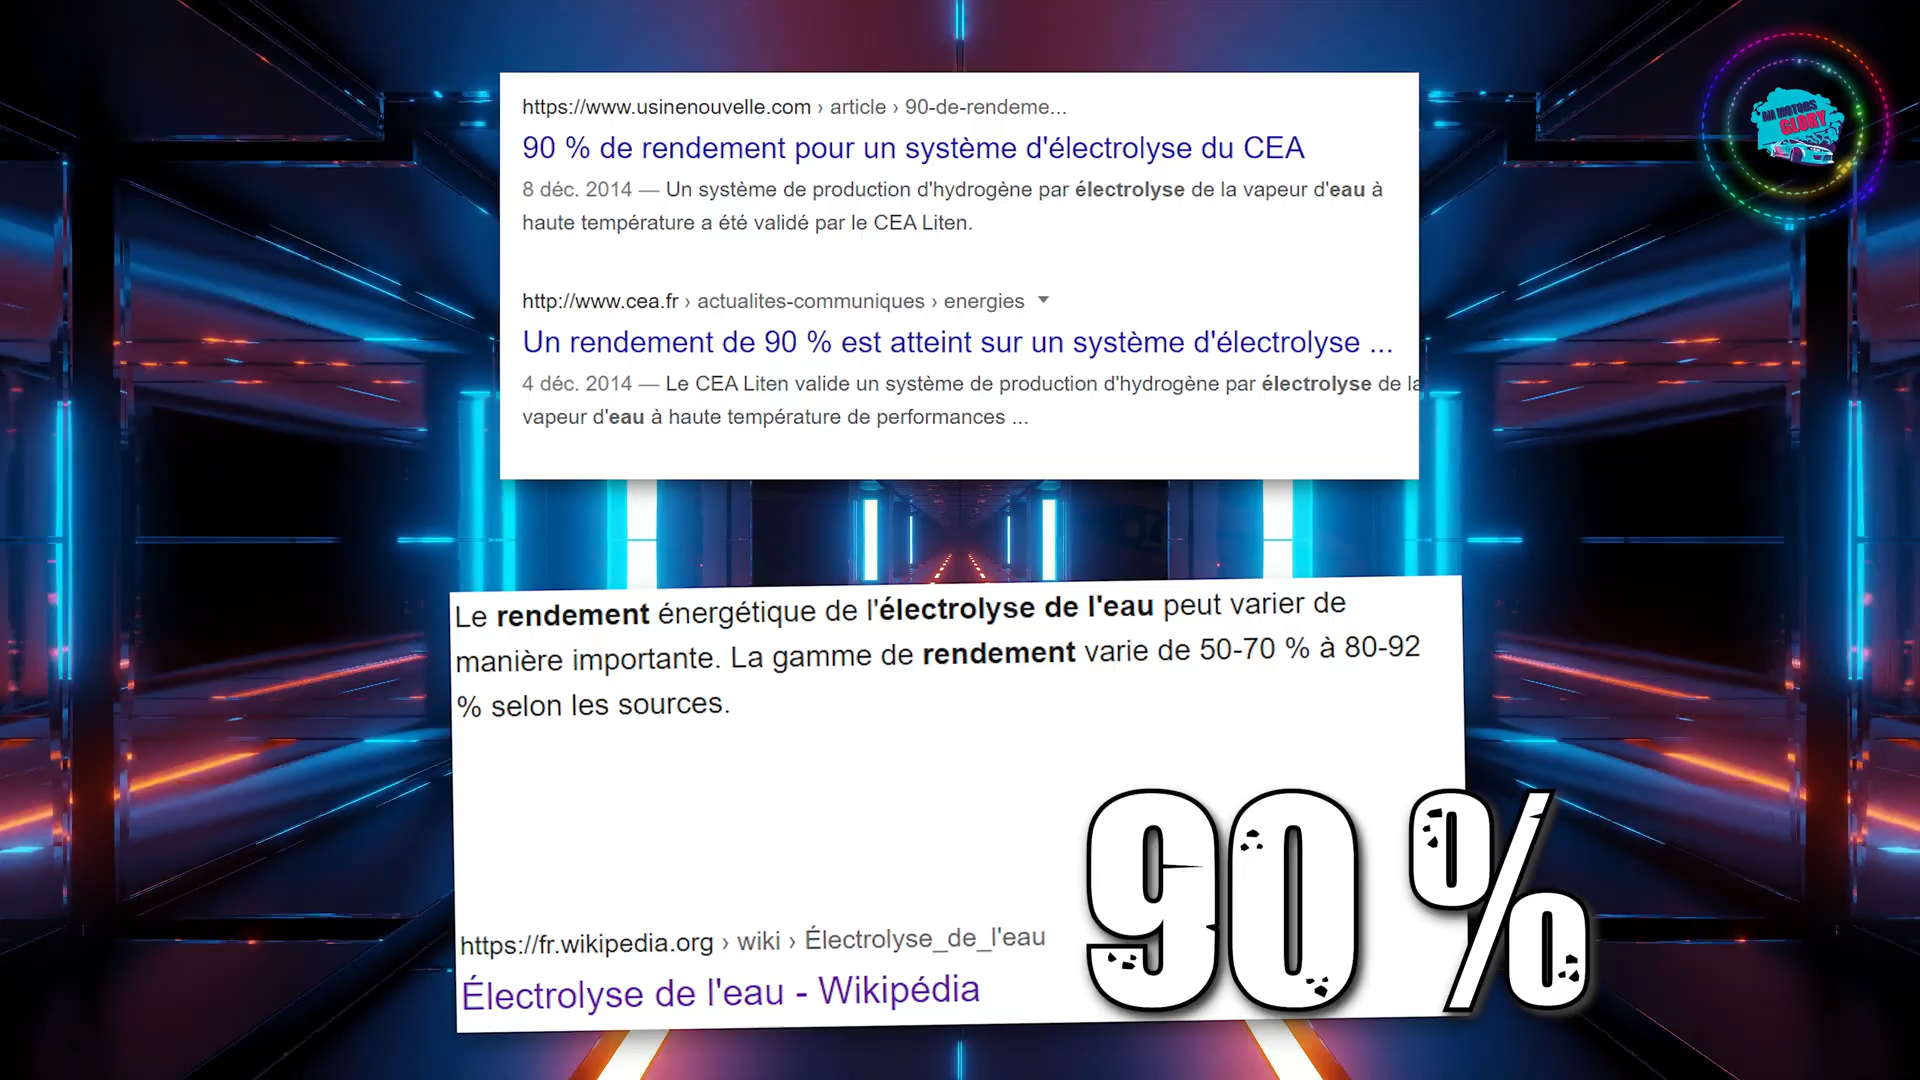 https://www.usinenouvelle.com › article › 90-de-rendeme...
90 % de rendement pour un système d'électrolyse du CEA
8 déc. 2014 — Un système de production d'hydrogène par électrolyse de la vapeur d'eau à
haute température a été validé par le CEA Liten.
http://www.cea.fr › actualites-communiques › energies
Un rendement de 90 % est atteint sur un système d'électrolyse ...
4 déc. 2014 — Le CEA Liten valide un système de production d'hydrogène par électrolyse de la
vapeur d'eau à haute température de performances ...
Le rendement énergétique de l'électrolyse de l'eau peut varier de
manière importante. La gamme de rendement varie de 50-70 % à 80-92
% selon les sources.
https://fr.wikipedia.org › wiki › Électrolyse_de_l'eau
Électrolyse de l'eau - Wikipédia
90 %
MOTORS
GLORY